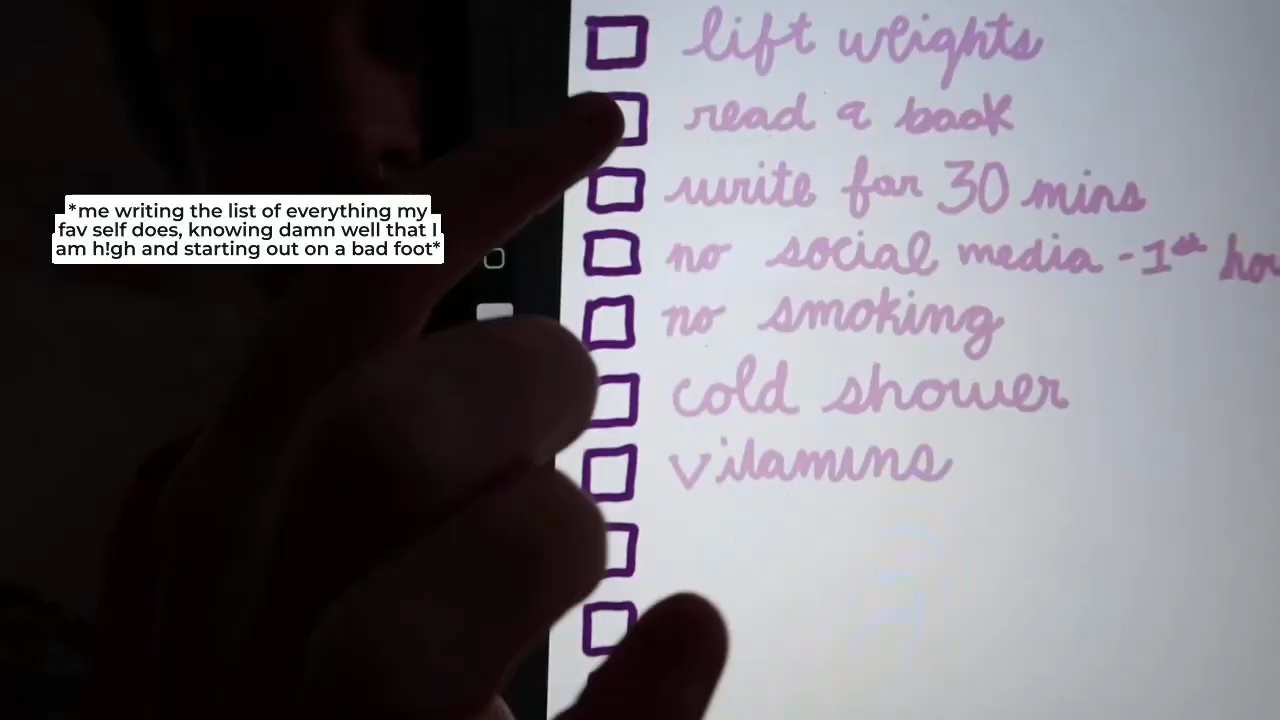 lift weights
read a book
*me writing the list of everything my
fav self does, knowing damn well that I
am h!gh and starting out on a bad foot*
write for 30 mins
no social media - 1st
no smoking
cold shower
vitamins